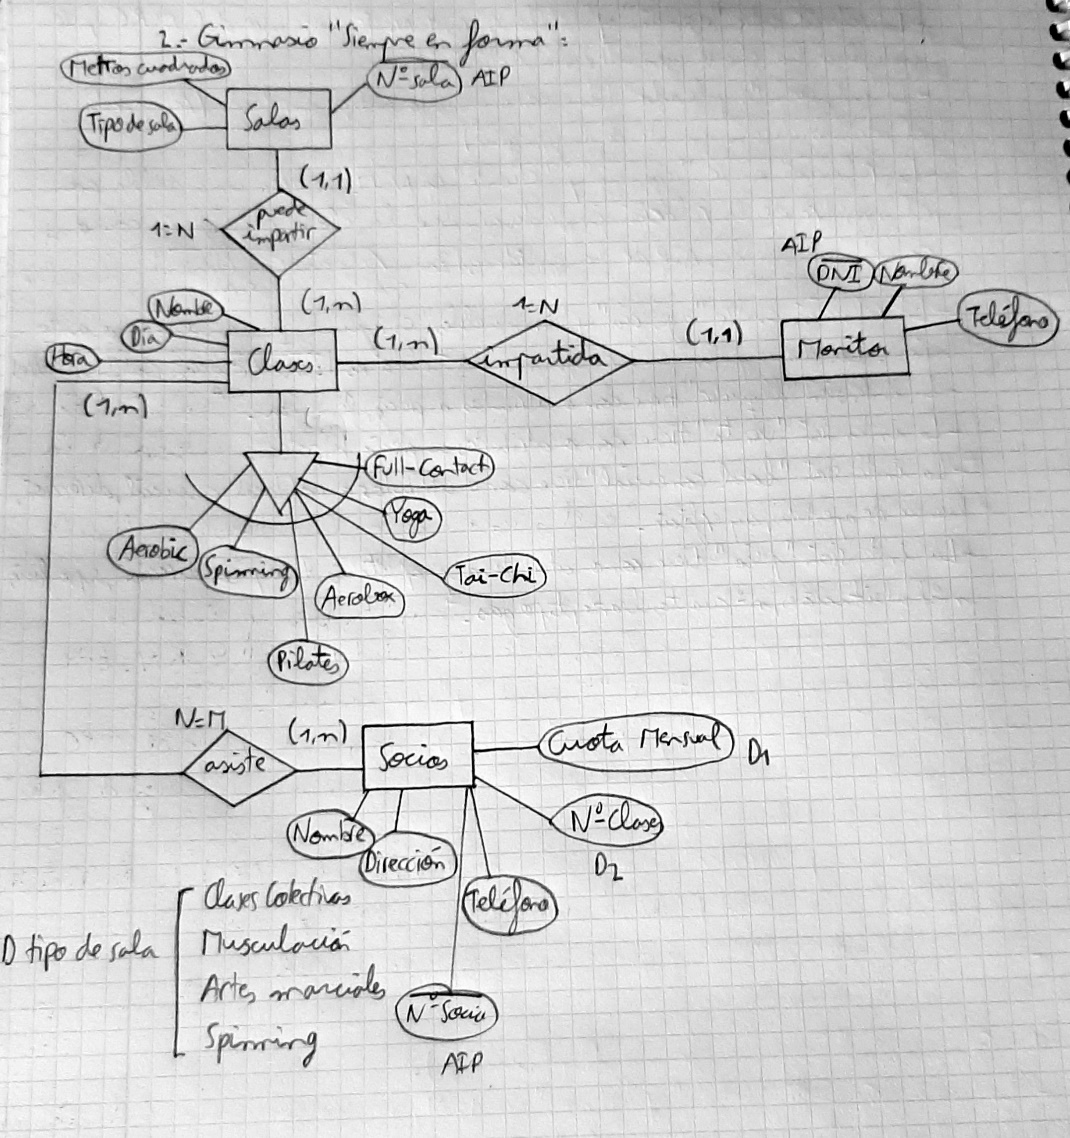 2.- Gimnasio "Siempre en forma":
Metros cuadrados
Nº sala AIP
Tipo de sala
Salas
(1,1)
1=N
puede
impartir
(1,n)
AIP
DNI
Nombre
Teléfono
Monitor
Nombre
Día
Hora
Clases
(1,n)
1=N
impartida
(1,1)
(1,n)
Full-Contact
Yoga
Tai-Chi
Aerobic
Spinning
Aerobox
Pilates
N=M
asiste
(1,n)
Socios
Cuota Mensual D1
Nº Clases
D2
Nombre
Dirección
Teléfono
Nº Socio
AIP
D tipo de sala
Clases Colectivas
Musculación
Artes marciales
Spinning